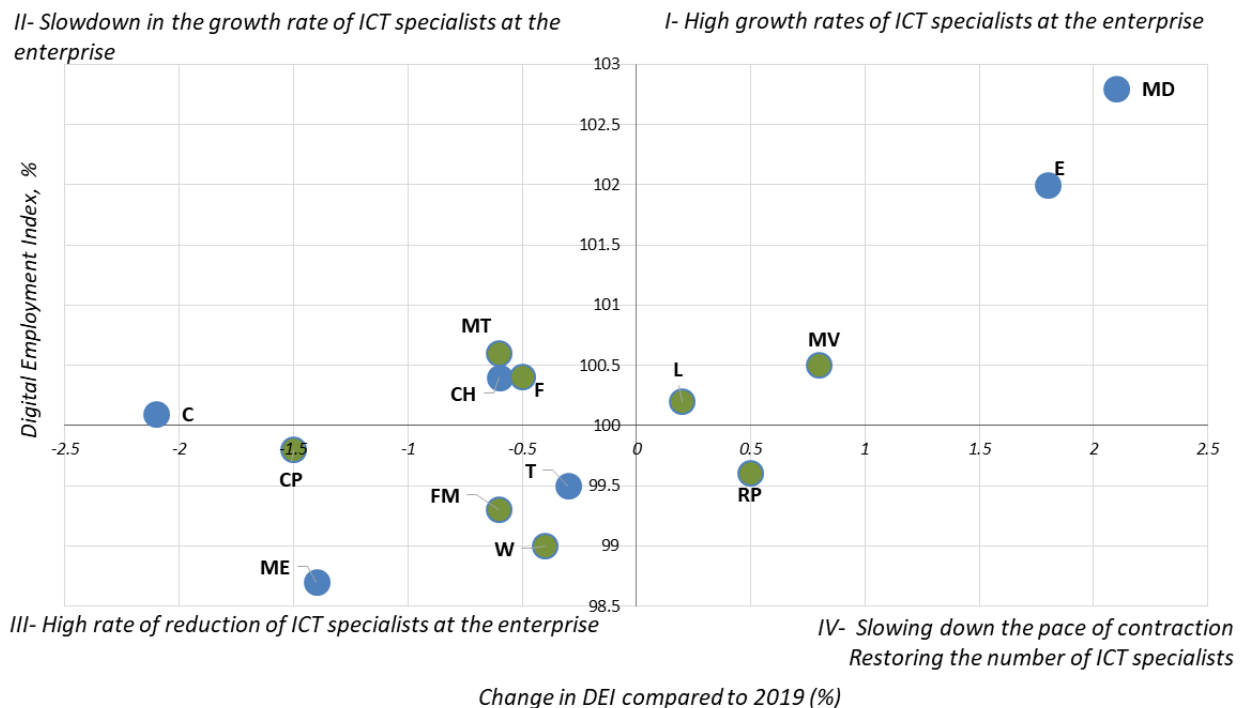 II- Slowdown in the growth rate of ICT specialists at the
enterprise
I- High growth rates of ICT specialists at the enterprise
Digital Employment Index, %
103
102.5
102
101.5
101
100.5
100
99.5
99
98.5
-2.5
-2
-1.5
-1
-0.5
0
0.5
1
1.5
2
2.5
MD
E
MT
MV
L
CH
F
C
CP
T
FM
RP
W
ME
III- High rate of reduction of ICT specialists at the enterprise
IV- Slowing down the pace of contraction
Restoring the number of ICT specialists
Change in DEI compared to 2019 (%)